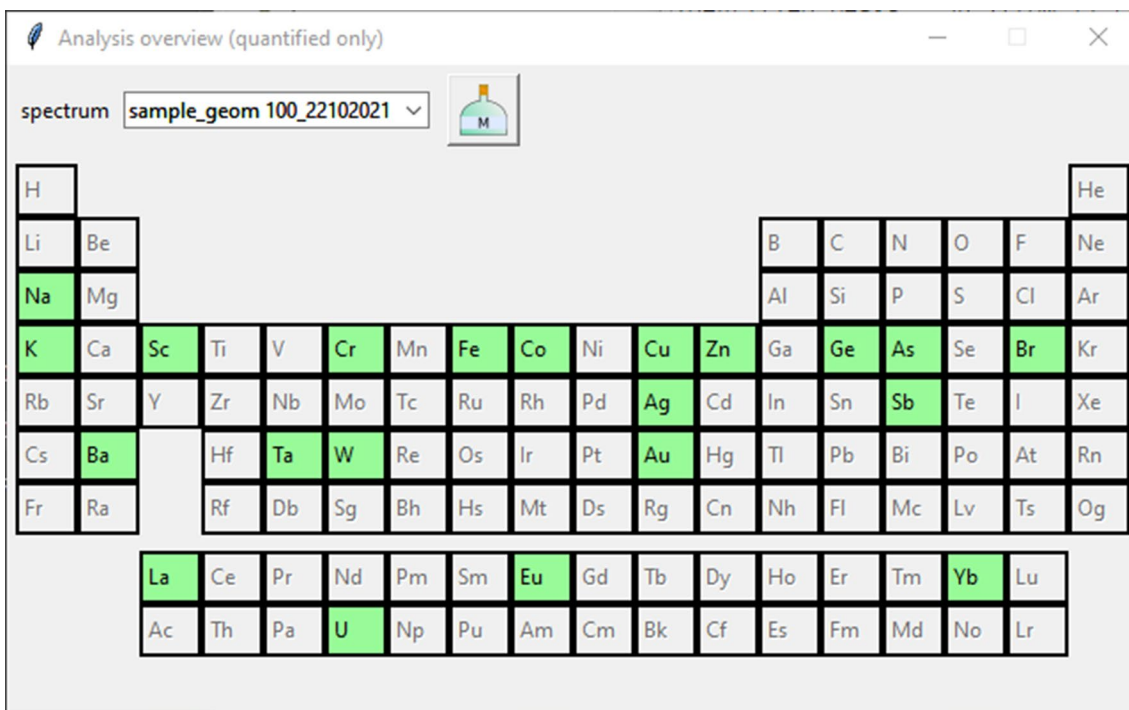 Analysis overview (quantified only)
spectrum sample_geom 100_22102021
M
H He
Li Be B C N O F Ne
Na Mg Al Si P S Cl Ar
K Ca Sc Ti V Cr Mn Fe Co Ni Cu Zn Ga Ge As Se Br Kr
Rb Sr Y Zr Nb Mo Tc Ru Rh Pd Ag Cd In Sn Sb Te I Xe
Cs Ba Hf Ta W Re Os Ir Pt Au Hg Tl Pb Bi Po At Rn
Fr Ra Rf Db Sg Bh Hs Mt Ds Rg Cn Nh Fl Mc Lv Ts Og
La Ce Pr Nd Pm Sm Eu Gd Tb Dy Ho Er Tm Yb Lu
Ac Th Pa U Np Pu Am Cm Bk Cf Es Fm Md No Lr